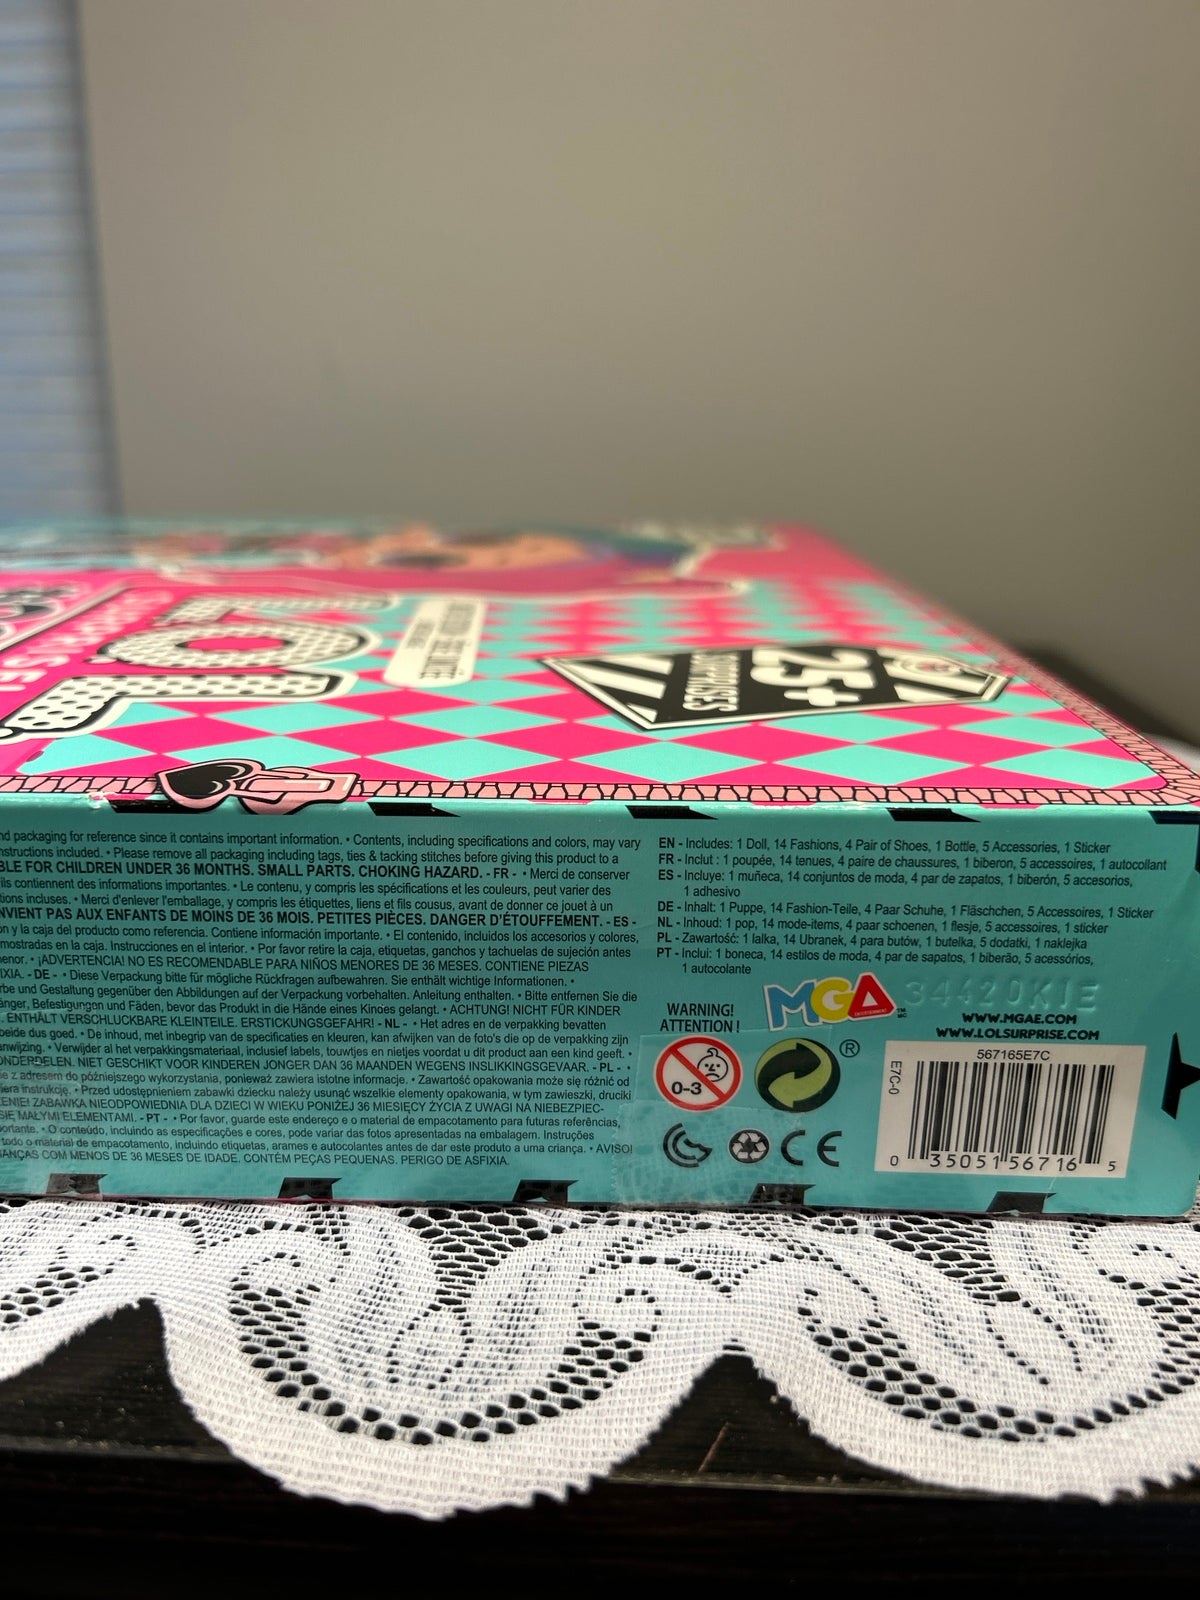 25+
SURPRISES
nd packaging for reference since it contains important information. • Contents, including specifications and colors, may vary
nstructions included. • Please remove all packaging including tags, ties & tacking stitches before giving this product to a
BLE FOR CHILDREN UNDER 36 MONTHS. SMALL PARTS. CHOKING HAZARD. - FR - • Merci de conserver
ils contiennent des informations importantes. • Le contenu, y compris les spécifications et les couleurs, peut varier des
tions incluses. • Merci d'enlever l'emballage, y compris les étiquettes, liens et fils cousus, avant de donner ce jouet à un
NVIENT PAS AUX ENFANTS DE MOINS DE 36 MOIS. PETITES PIÈCES. DANGER D'ÉTOUFFEMENT. - ES -
ón y la caja del producto como referencia. Contiene información importante. • El contenido, incluidos los accesorios y colores,
mostradas en la caja. Instrucciones en el interior. • Por favor retire la caja, etiquetas, ganchos y tachuelas de sujeción antes
menor. • ¡ADVERTENCIA! NO ES RECOMENDABLE PARA NIÑOS MENORES DE 36 MESES. CONTIENE PIEZAS
IXIA. - DE - • Diese Verpackung bitte für mögliche Rückfragen aufbewahren. Sie enthält wichtige Informationen. •
rbe und Gestaltung gegenüber den Abbildungen auf der Verpackung vorbehalten. Anleitung enthalten. • Bitte entfernen Sie die
änger, Befestigungen und Fäden, bevor das Produkt in die Hände eines Kinoes gelangt. • ACHTUNG! NICHT FÜR KINDER
. ENTHÄLT VERSCHLUCKBARE KLEINTEILE. ERSTICKUNGSGEFAHR! - NL - • Het adres en de verpakking bevatten
beide dus goed. • De inhoud, met inbegrip van de specificaties en kleuren, kan afwijken van de foto's die op de verpakking zijn
anwijzing. • Verwijder al het verpakkingsmateriaal, inclusief labels, touwtjes en nietjes voordat u dit product aan een kind geeft. •
ONDERDELEN. NIET GESCHIKT VOOR KINDEREN JONGER DAN 36 MAANDEN WEGENS INSLIKKINGSGEVAAR. - PL - •
ie z adresem do późniejszego wykorzystania, ponieważ zawiera istotne informacje. • Zawartość opakowania może się różnić od
iera instrukcję. • Przed udostępnieniem zabawki dziecku należy usunąć wszelkie elementy opakowania, w tym zawieszki, druciki
ENIE! ZABAWKA NIEODPOWIEDNIA DLA DZIECI W WIEKU PONIŻEJ 36 MIESIĘCY ŻYCIA Z UWAGI NA NIEBEZPIEC-
SIĘ MAŁYMI ELEMENTAMI. - PT - • Por favor, guarde este endereço e o material de empacotamento para futuras referências,
ortante. • O conteúdo, incluindo as especificações e cores, pode variar das fotos apresentadas na embalagem. Instruções
todo o material de empacotamento, incluindo etiquetas, arames e autocolantes antes de dar este produto a uma criança. • AVISO!
IANÇAS COM MENOS DE 36 MESES DE IDADE. CONTÉM PEÇAS PEQUENAS. PERIGO DE ASFIXIA.
EN - Includes: 1 Doll, 14 Fashions, 4 Pair of Shoes, 1 Bottle, 5 Accessories, 1 Sticker
FR - Inclut : 1 poupée, 14 tenues, 4 paire de chaussures, 1 biberon, 5 accessoires, 1 autocollant
ES - Incluye: 1 muñeca, 14 conjuntos de moda, 4 par de zapatos, 1 biberón, 5 accesorios,
1 adhesivo
DE - Inhalt: 1 Puppe, 14 Fashion-Teile, 4 Paar Schuhe, 1 Fläschchen, 5 Accessoires, 1 Sticker
NL - Inhoud: 1 pop, 14 mode-items, 4 paar schoenen, 1 flesje, 5 accessoires, 1 sticker
PL - Zawartość: 1 lalka, 14 Ubranek, 4 para butów, 1 butelka, 5 dodatki, 1 naklejka
PT - Inclui: 1 boneca, 14 estilos de moda, 4 par de sapatos, 1 biberão, 5 acessórios,
1 autocolante
WARNING!
ATTENTION !
MGA
ENTERTAINMENT
34420KIE
WWW.MGAE.COM
WWW.LOLSURPRISE.COM
0-3
®
CE
567165E7C
E7C-0
0 35051 56716 5